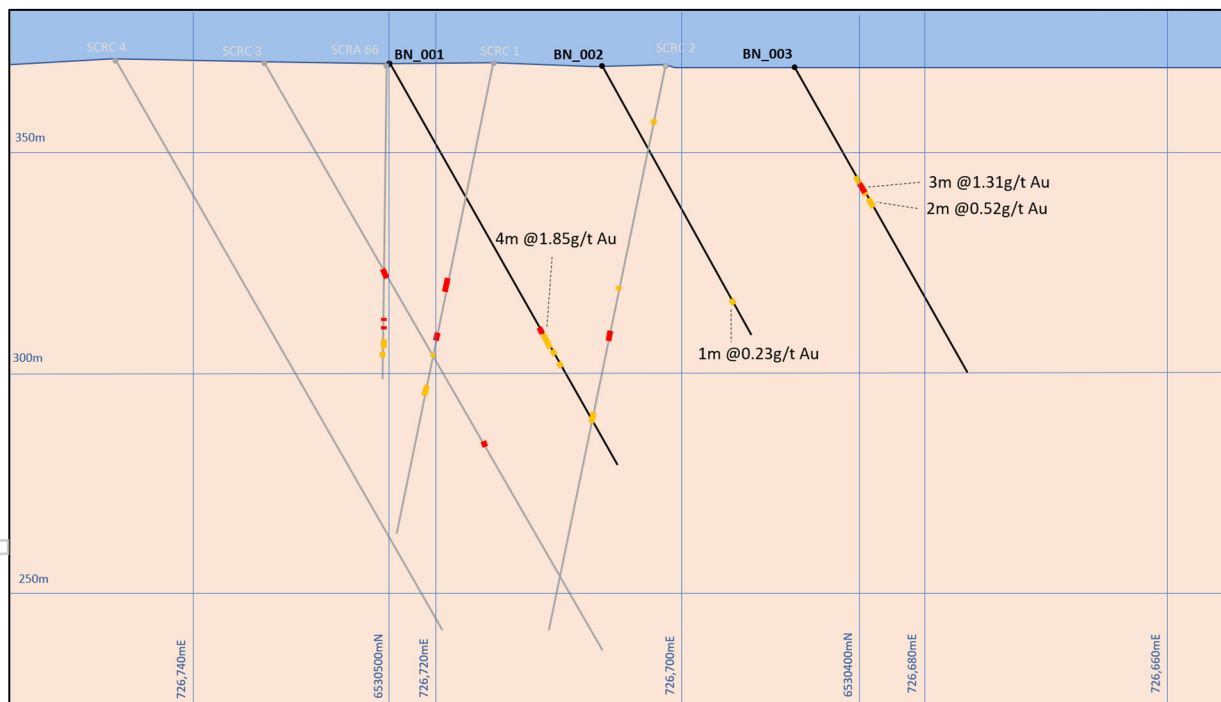 SCRC 4
SCRC 3
SCRA 66
BN_001
SCRC 1
BN_002
SCRC 2
BN_003
350m
3m @1.31g/t Au
2m @0.52g/t Au
4m @1.85g/t Au
1m @0.23g/t Au
300m
250m
726,740mE
6530500mN
726,720mE
726,700mE
6530400mN
726,680mE
726,660mE